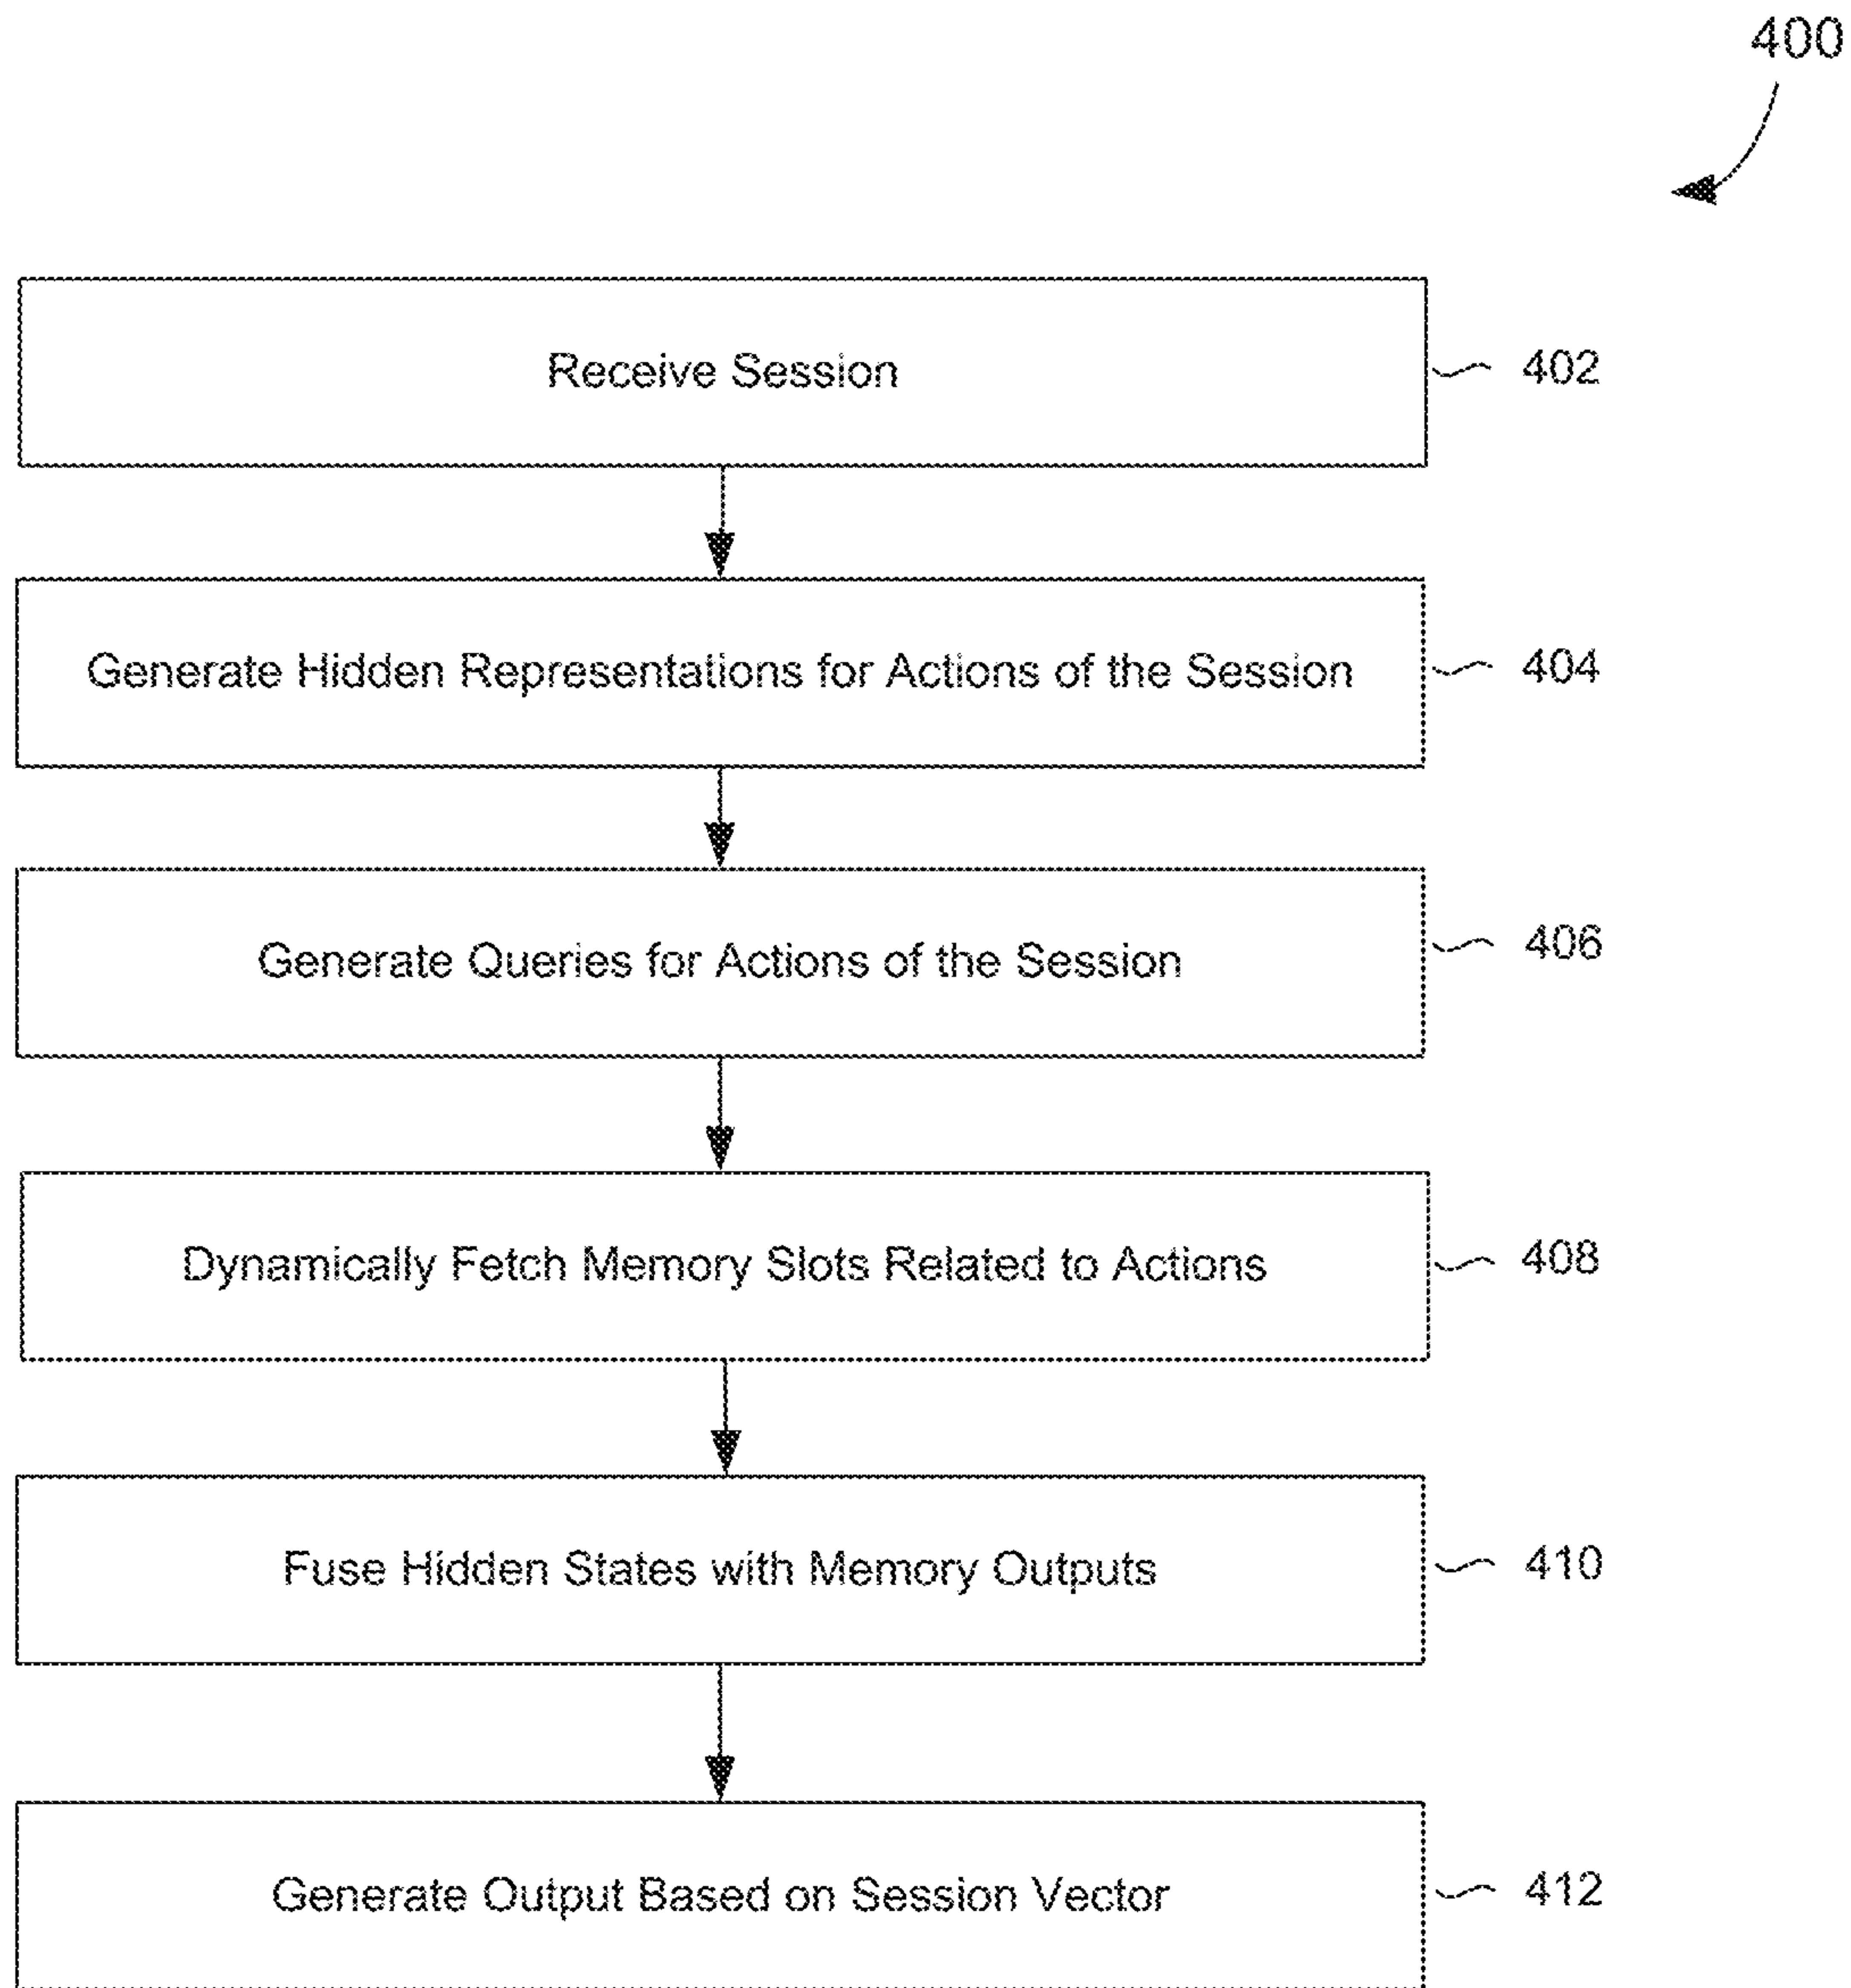 400
Receive Session
402
Generate Hidden Representations for Actions of the Session
404
Generate Queries for Actions of the Session
406
Dynamically Fetch Memory Slots Related to Actions
408
Fuse Hidden States with Memory Outputs
410
Generate Output Based on Session Vector
412